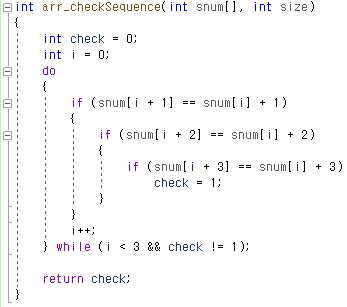 int arr_checkSequence(int snum[], int size)
{
    int check = 0;
    int i = 0;
    do
    {
        if (snum[i + 1] == snum[i] + 1)
        {
            if (snum[i + 2] == snum[i] + 2)
            {
                if (snum[i + 3] == snum[i] + 3)
                    check = 1;
            }
        }
        i++;
    } while (i < 3 && check != 1);

    return check;
}